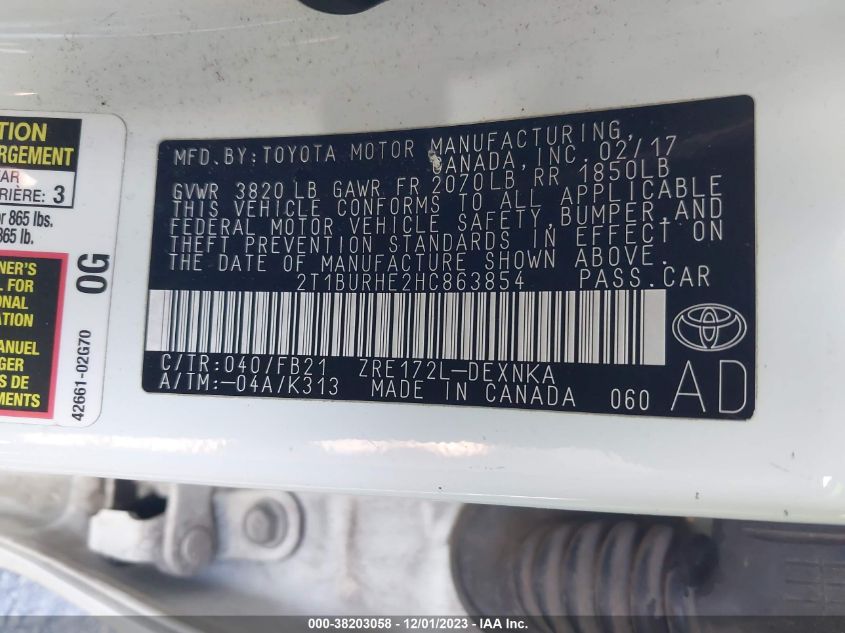 MFD. BY: TOYOTA MOTOR MANUFACTURING,
CANADA, INC. 02/17
GVWR 3820 LB GAWR FR 2070LB RR 1850LB
THIS VEHICLE CONFORMS TO ALL APPLICABLE
FEDERAL MOTOR VEHICLE SAFETY, BUMPER, AND
THEFT PREVENTION STANDARDS IN EFFECT ON
THE DATE OF MANUFACTURE SHOWN ABOVE.
2T1BURHE2HC863854 PASS. CAR
C/TR: 040/FB21 ZRE172L-DEXNKA
A/TM: -04A/K313 MADE IN CANADA 060
AD
TION
RGEMENT
AR
RIÈRE: 3
r 865 lbs.
865 lb.
NER'S
L FOR
ONAL
ATION
ANUEL
GER
S DE
MENTS
0G
42661-02G70
000-38203058 - 12/01/2023 - IAAI.COM